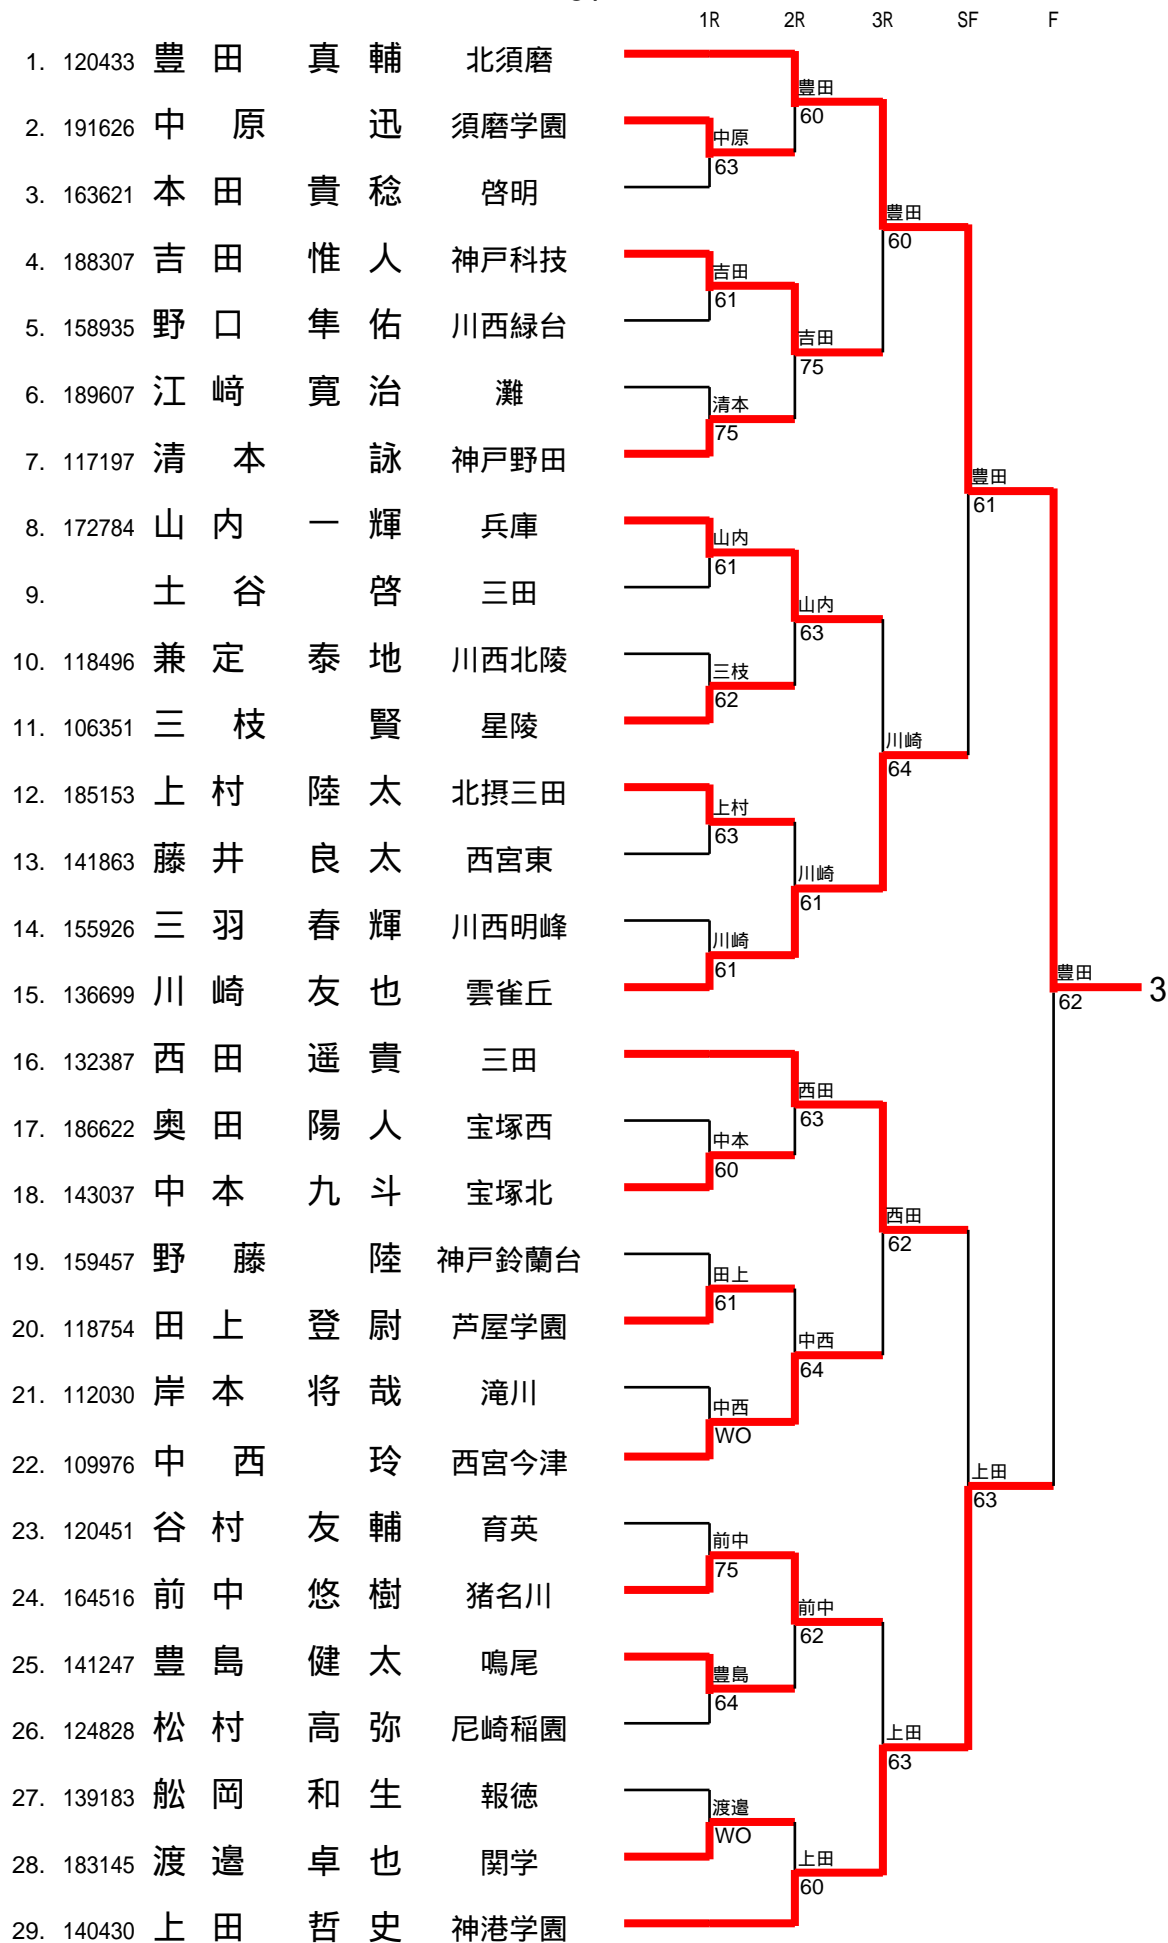 1R 2R 3R SF F
1. 120433 豊田 真輔 北須磨
2. 191626 中原 迅 須磨学園
3. 163621 本田 貴稔 啓明
4. 188307 吉田 惟人 神戸科技
5. 158935 野口 隼佑 川西緑台
6. 189607 江﨑 寛治 灘
7. 117197 清本 詠 神戸野田
8. 172784 山内 一輝 兵庫
9. 土谷 啓 三田
10. 118496 兼定 泰地 川西北陵
11. 106351 三枝 賢 星陵
12. 185153 上村 陸太 北摂三田
13. 141863 藤井 良太 西宮東
14. 155926 三羽 春輝 川西明峰
15. 136699 川崎 友也 雲雀丘
16. 132387 西田 遥貴 三田
17. 186622 奥田 陽人 宝塚西
18. 143037 中本 九斗 宝塚北
19. 159457 野藤 陸 神戸鈴蘭台
20. 118754 田上 登尉 芦屋学園
21. 112030 岸本 将哉 滝川
22. 109976 中西 玲 西宮今津
23. 120451 谷村 友輔 育英
24. 164516 前中 悠樹 猪名川
25. 141247 豊島 健太 鳴尾
26. 124828 松村 高弥 尼崎稲園
27. 139183 舩岡 和生 報徳
28. 183145 渡邉 卓也 関学
29. 140430 上田 哲史 神港学園
中原
63
吉田
61
清本
75
山内
61
三枝
62
上村
63
川崎
61
中本
60
田上
61
中西
WO
前中
75
豊島
64
渡邉
WO
豊田
60
吉田
75
山内
63
川崎
61
西田
63
中西
64
前中
62
上田
60
豊田
60
川崎
64
西田
62
上田
63
豊田
61
上田
63
豊田
62
3